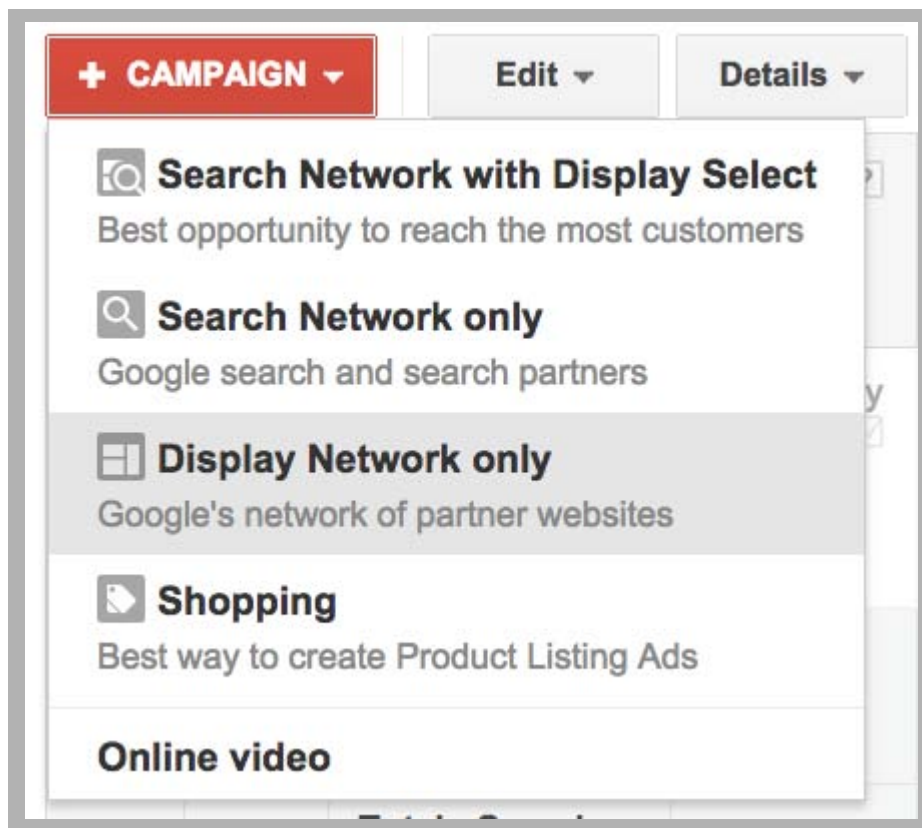 + CAMPAIGN Edit Details
Search Network with Display Select
Best opportunity to reach the most customers
Search Network only
Google search and search partners
Display Network only
Google's network of partner websites
Shopping
Best way to create Product Listing Ads
Online video